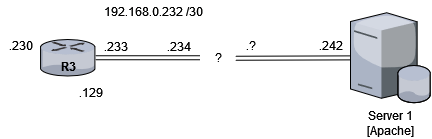 192.168.0.232 /30
.230
.233
.234
?
.?
.242
R3
.129
Server 1
[Apache]